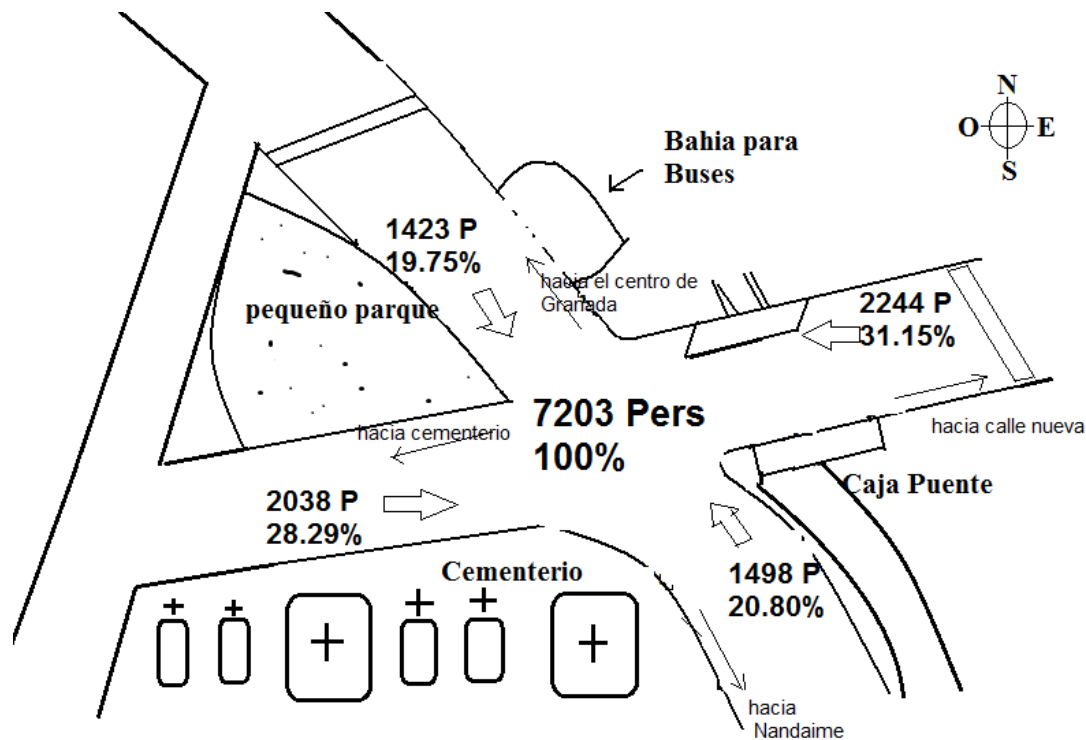 N
O E
S
Bahia para
Buses
1423 P
19.75%
hacia el centro de
Granada
pequeño parque
2244 P
31.15%
7203 Pers
100%
hacia cementerio
hacia calle nueva
Caja Puente
2038 P
28.29%
Cementerio
1498 P
20.80%
hacia
Nandaime